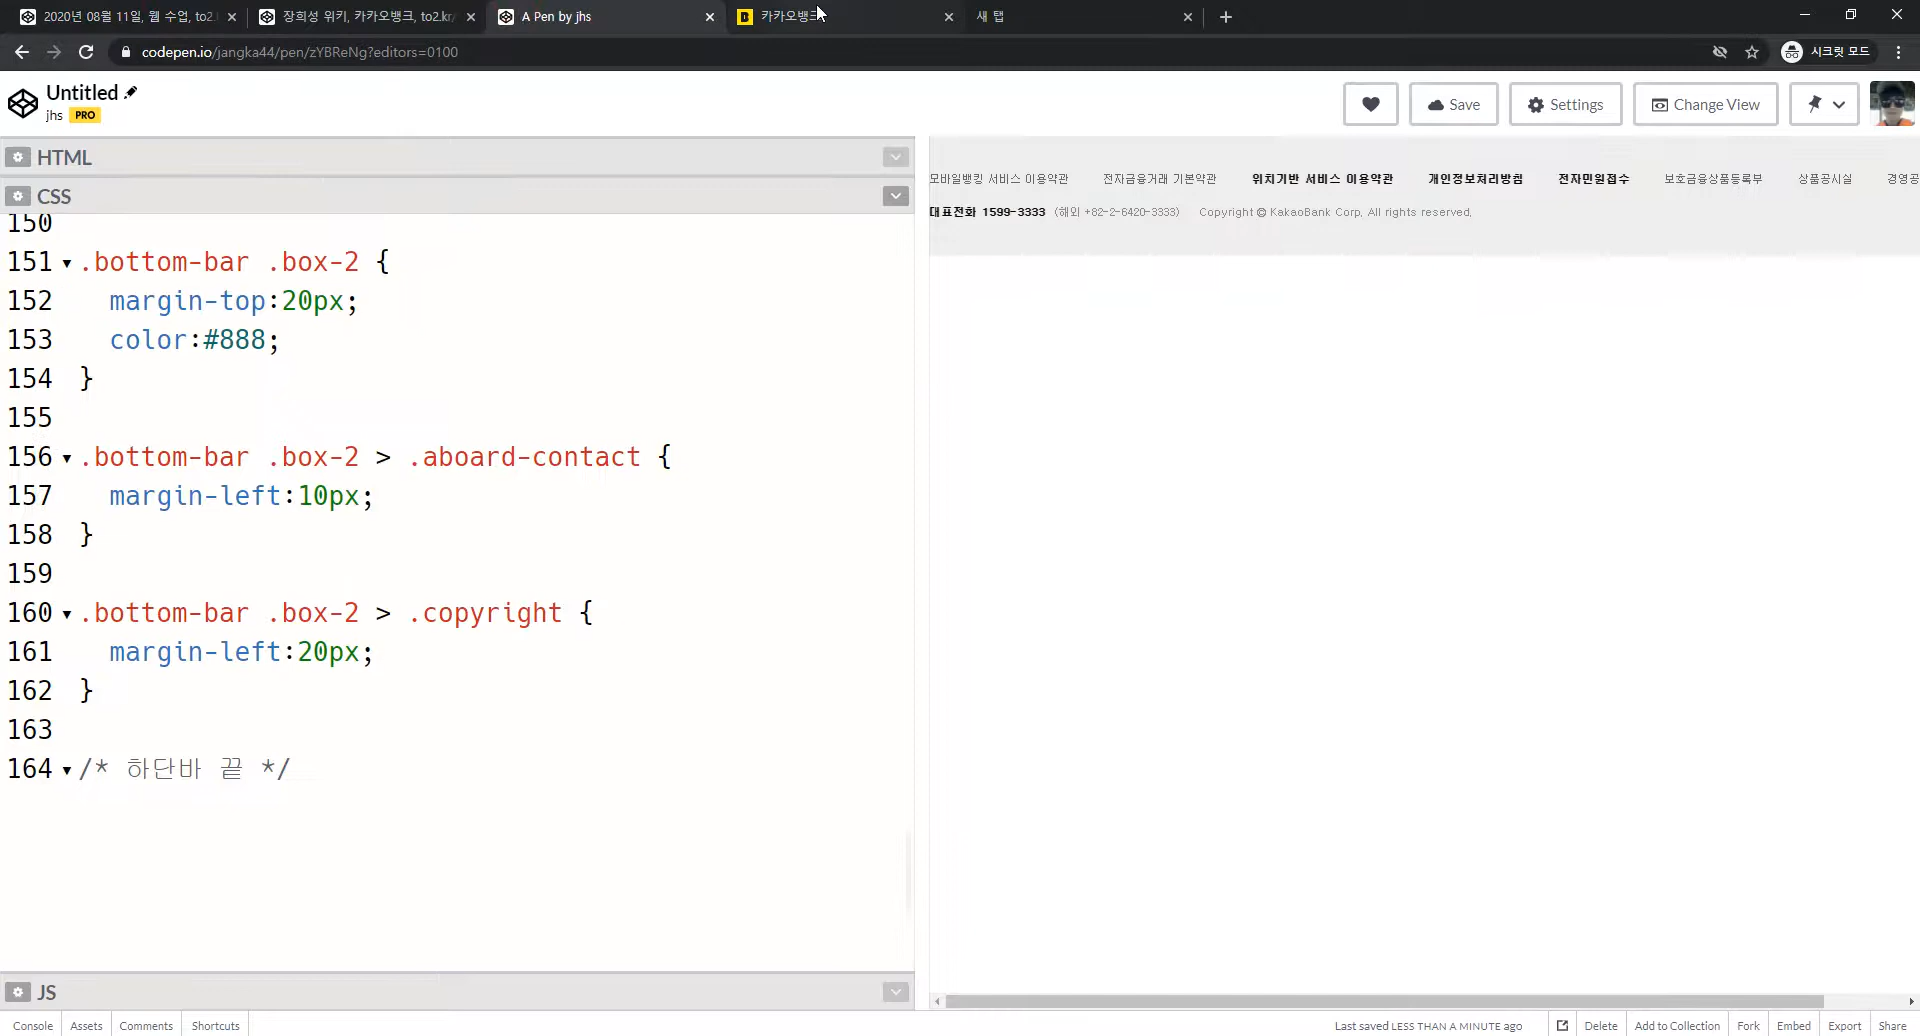 2020년 08월 11일, 웹 수업, to2.
장희성 위키, 카카오뱅크, to2.kr/
A Pen by jhs
카카오뱅크
새 탭
codepen.io/jangka44/pen/zYBReNg?editors=0100
시크릿 모드
Untitled
jhs PRO
Save
Settings
Change View
HTML
CSS
150
151 .bottom-bar .box-2 {
152 margin-top:20px;
153 color:#888;
154 }
155
156 .bottom-bar .box-2 > .aboard-contact {
157 margin-left:10px;
158 }
159
160 .bottom-bar .box-2 > .copyright {
161 margin-left:20px;
162 }
163
164 /* 하단바 끝 */
JS
모바일뱅킹 서비스 이용약관 전자금융거래 기본약관 위치기반 서비스 이용약관 개인정보처리방침 전자민원접수 보호금융상품등록부 상품공시실 경영공
대표전화 1599-3333 (해외 +82-2-6420-3333) Copyright © KakaoBank Corp. All rights reserved.
Console Assets Comments Shortcuts
Last saved LESS THAN A MINUTE ago
Delete Add to Collection Fork Embed Export Share